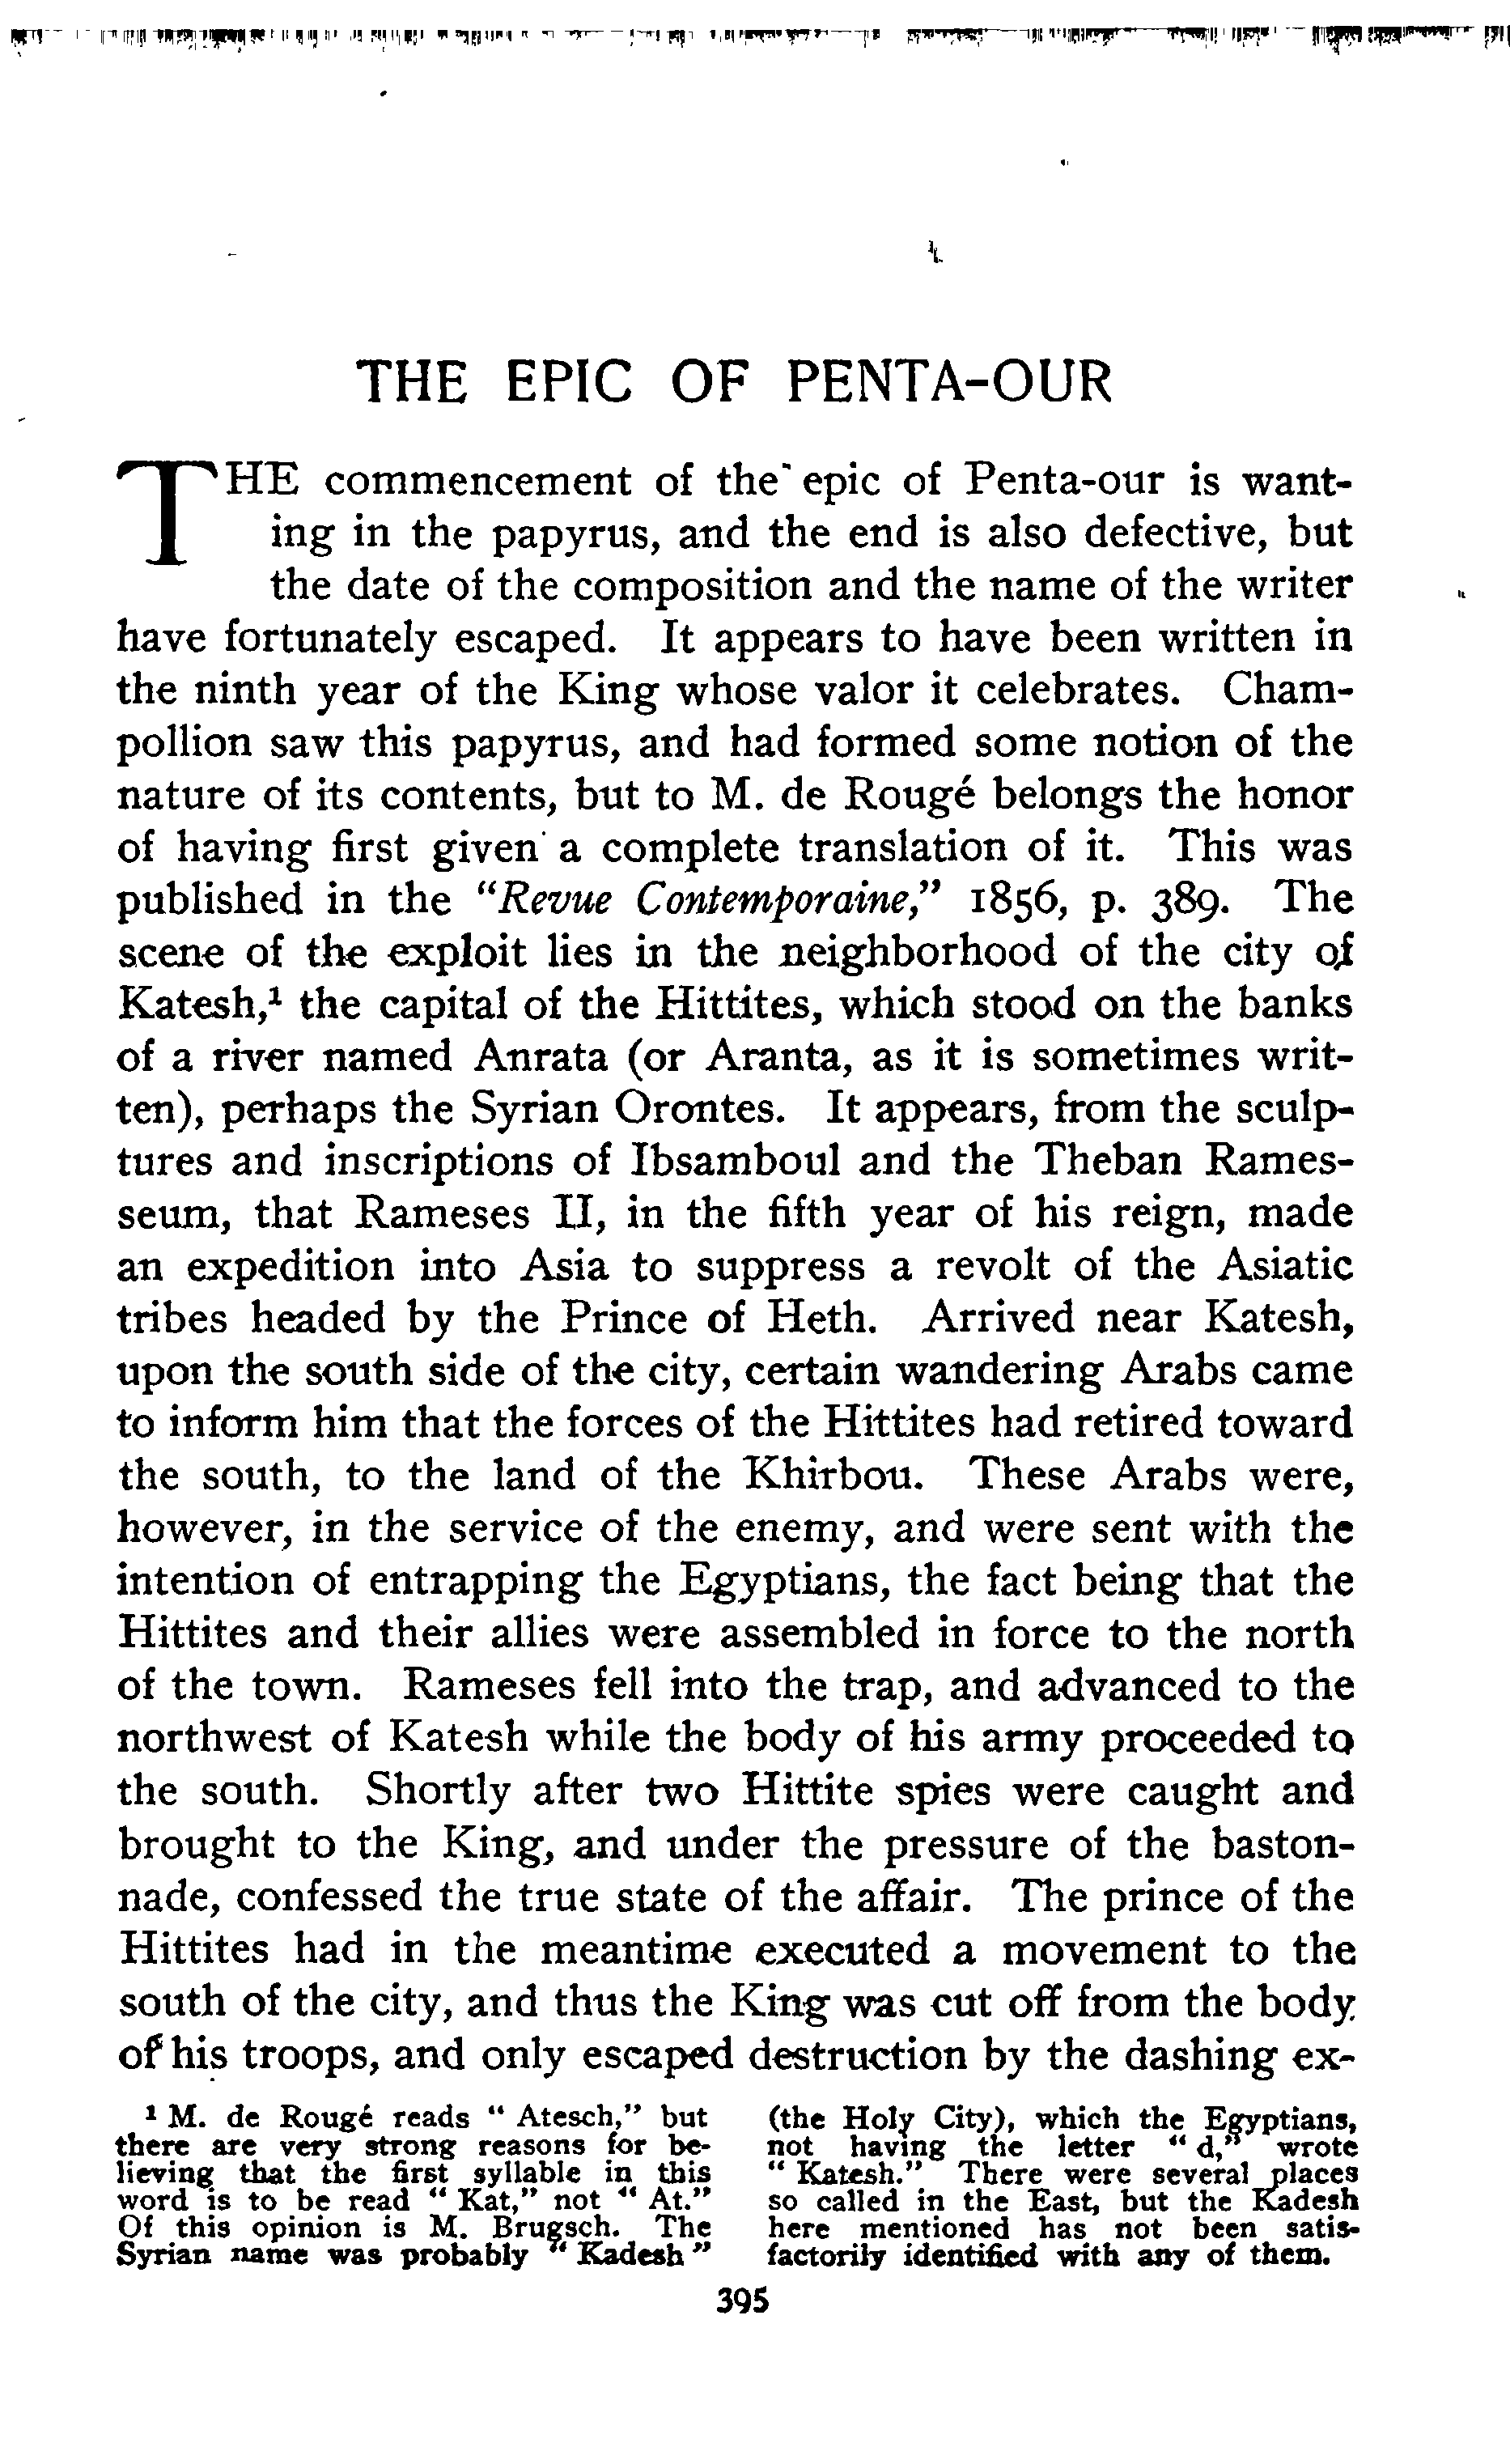 THE EPIC OF PENTA-OUR
THE commencement of the epic of Penta-our is want-
ing in the papyrus, and the end is also defective, but
the date of the composition and the name of the writer
have fortunately escaped. It appears to have been written in
the ninth year of the King whose valor it celebrates. Cham-
pollion saw this papyrus, and had formed some notion of the
nature of its contents, but to M. de Rougé belongs the honor
of having first given a complete translation of it. This was
published in the "Revue Contemporaine," 1856, p. 389. The
scene of the exploit lies in the neighborhood of the city of
Katesh,¹ the capital of the Hittites, which stood on the banks
of a river named Anrata (or Aranta, as it is sometimes writ-
ten), perhaps the Syrian Orontes. It appears, from the sculp-
tures and inscriptions of Ibsamboul and the Theban Rames-
seum, that Rameses II, in the fifth year of his reign, made
an expedition into Asia to suppress a revolt of the Asiatic
tribes headed by the Prince of Heth. Arrived near Katesh,
upon the south side of the city, certain wandering Arabs came
to inform him that the forces of the Hittites had retired toward
the south, to the land of the Khirbou. These Arabs were,
however, in the service of the enemy, and were sent with the
intention of entrapping the Egyptians, the fact being that the
Hittites and their allies were assembled in force to the north
of the town. Rameses fell into the trap, and advanced to the
northwest of Katesh while the body of his army proceeded to
the south. Shortly after two Hittite spies were caught and
brought to the King, and under the pressure of the baston-
nade, confessed the true state of the affair. The prince of the
Hittites had in the meantime executed a movement to the
south of the city, and thus the King was cut off from the body
of his troops, and only escaped destruction by the dashing ex-
¹ M. de Rougé reads "Atesch," but
there are very strong reasons for be-
lieving that the first syllable in this
word is to be read "Kat," not "At."
Of this opinion is M. Brugsch. The
Syrian name was probably "Kadesh"
(the Holy City), which the Egyptians,
not having the letter "d," wrote
"Katesh." There were several places
so called in the East, but the Kadesh
here mentioned has not been satis-
factorily identified with any of them.
395